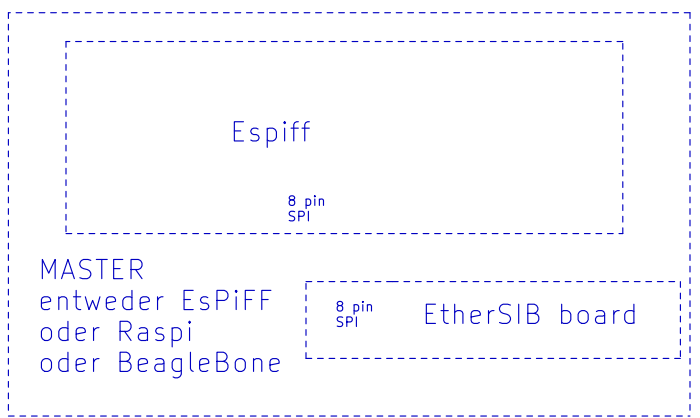 Espiff
8 pin
SPI
MASTER
entweder EsPiFF
oder Raspi
oder BeagleBone
8 pin
SPI
EtherSIB board